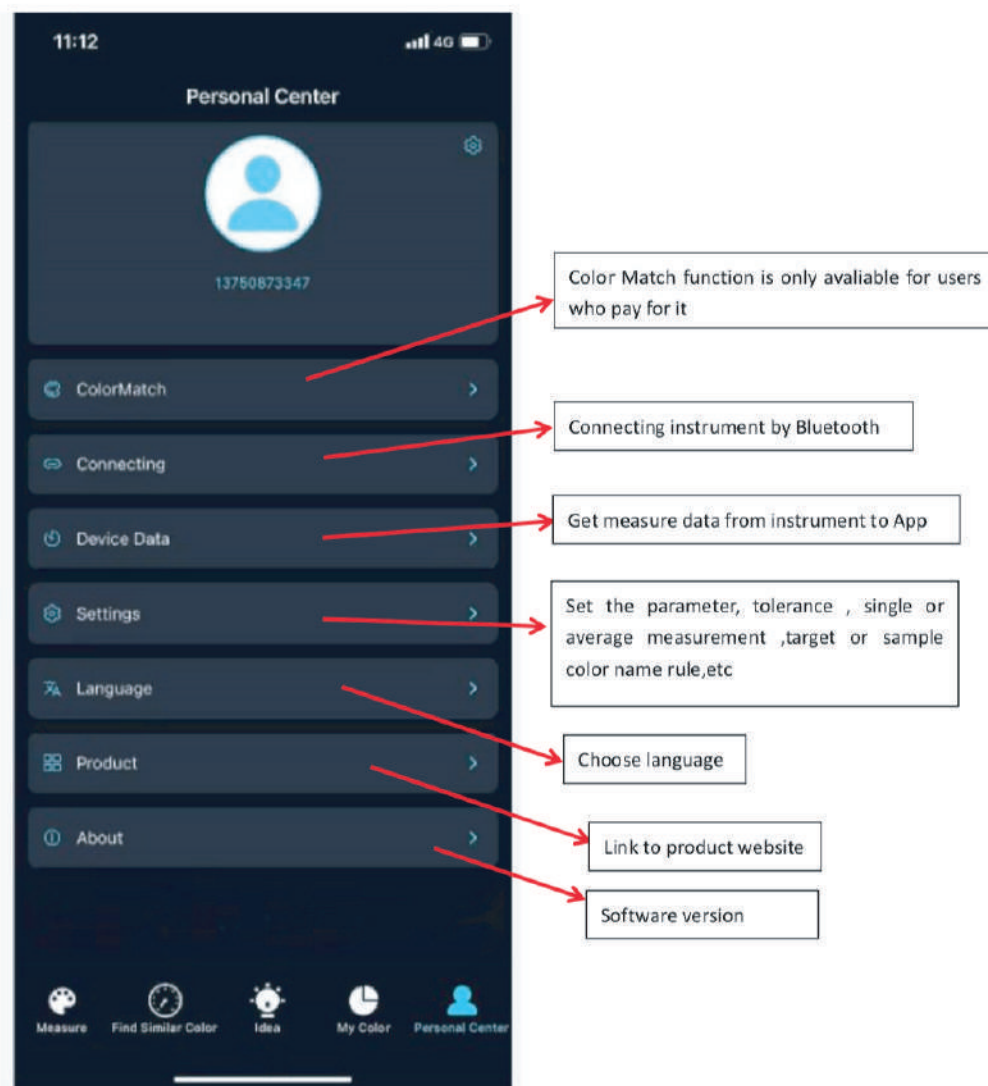 11:12
4G
Personal Center
13750873347
Color Match function is only avaliable for users
who pay for it
ColorMatch
Connecting instrument by Bluetooth
Connecting
Get measure data from instrument to App
Device Data
Set the parameter, tolerance , single or
average measurement ,target or sample
color name rule,etc
Settings
Language
Choose language
Product
Link to product website
About
Software version
Measure
Find Similar Color
Idea
My Color
Personal Center